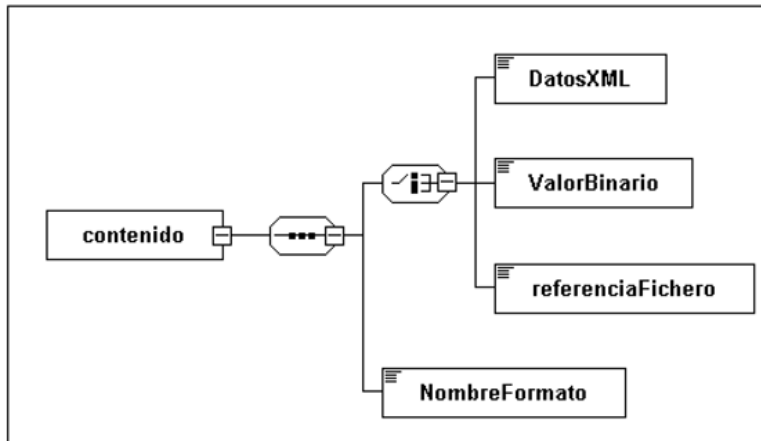 DatosXML
ValorBinario
contenido
referenciaFichero
NombreFormato